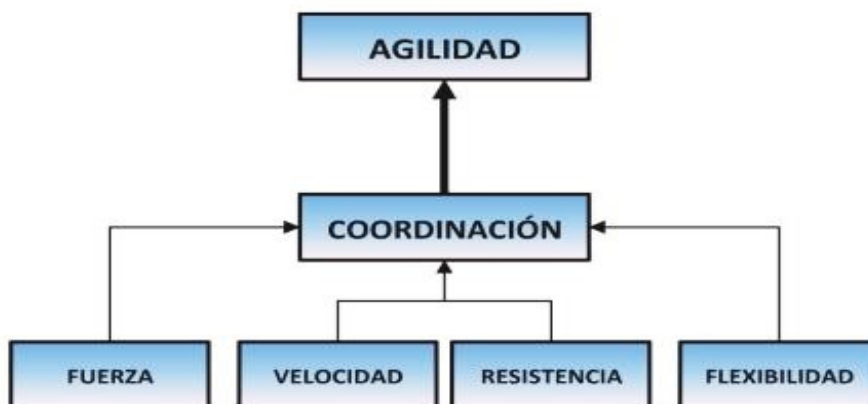 AGILIDAD
COORDINACIÓN
FUERZA
VELOCIDAD
RESISTENCIA
FLEXIBILIDAD